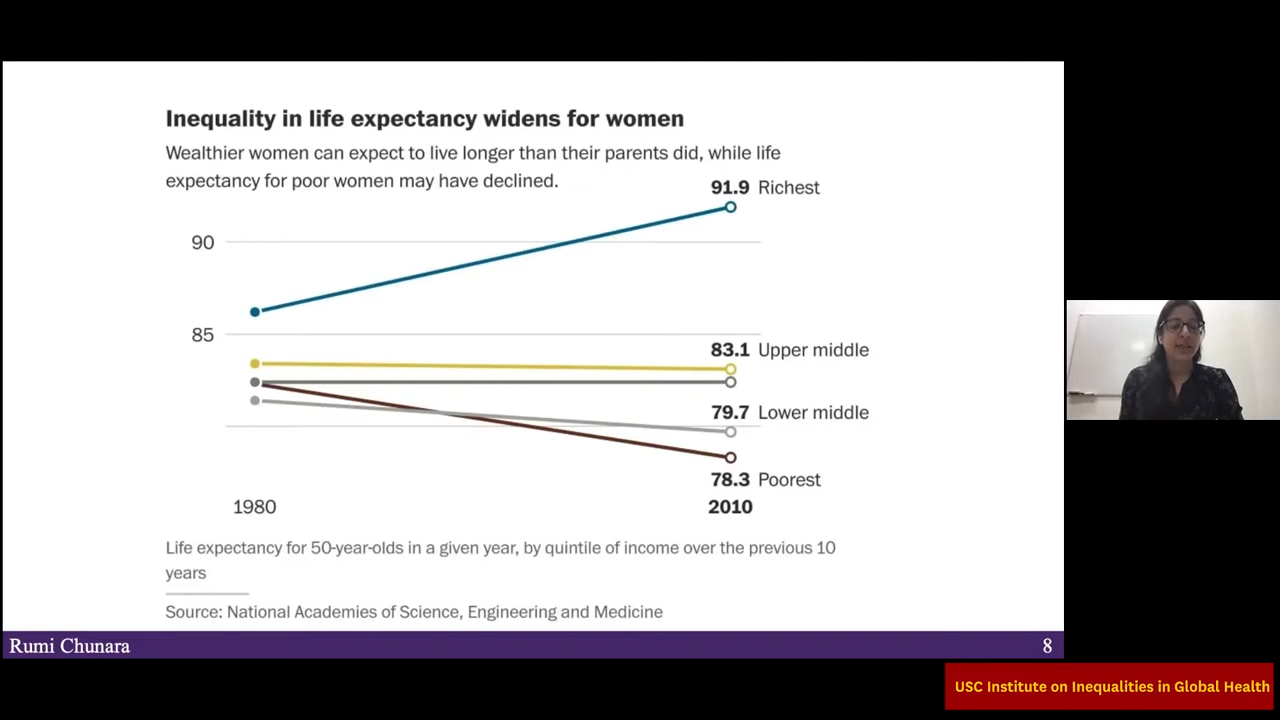 Inequality in life expectancy widens for women
Wealthier women can expect to live longer than their parents did, while life
expectancy for poor women may have declined.
91.9 Richest
90
85
83.1 Upper middle
79.7 Lower middle
78.3 Poorest
1980
2010
Life expectancy for 50-year-olds in a given year, by quintile of income over the previous 10
years
Source: National Academies of Science, Engineering and Medicine
Rumi Chunara
8
USC Institute on Inequalities in Global Health